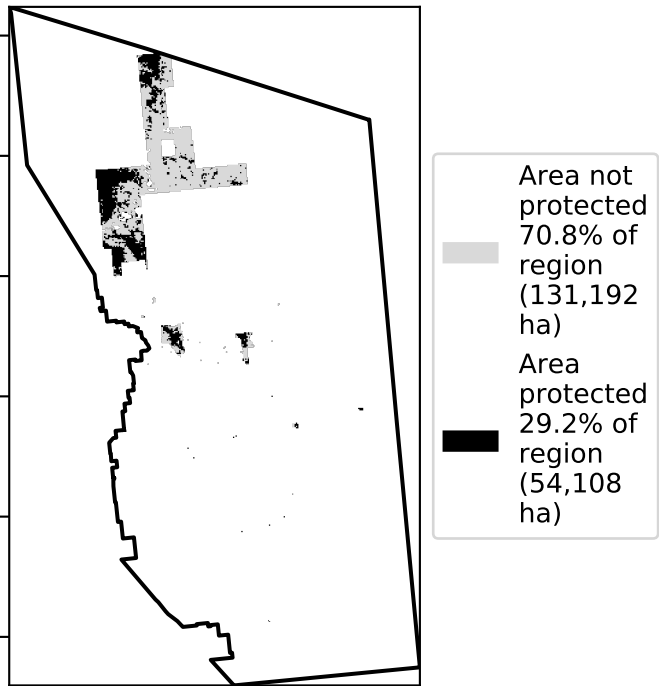 Area not
protected
70.8% of
region
(131,192
ha)
Area
protected
29.2% of
region
(54,108
ha)